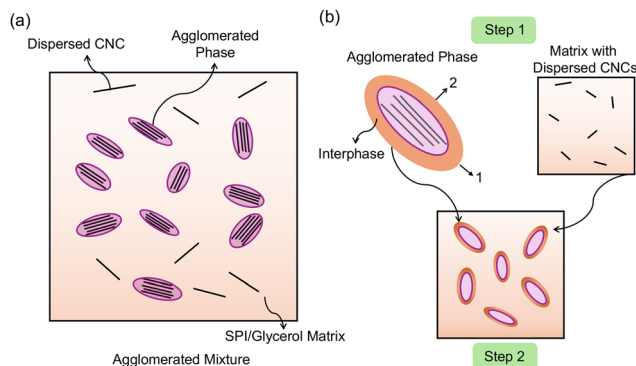 (a)
Dispersed CNC
Agglomerated
Phase
SPI/Glycerol Matrix
Agglomerated Mixture
(b)
Step 1
Agglomerated Phase
2
Interphase
1
Matrix with
Dispersed CNCs
Step 2